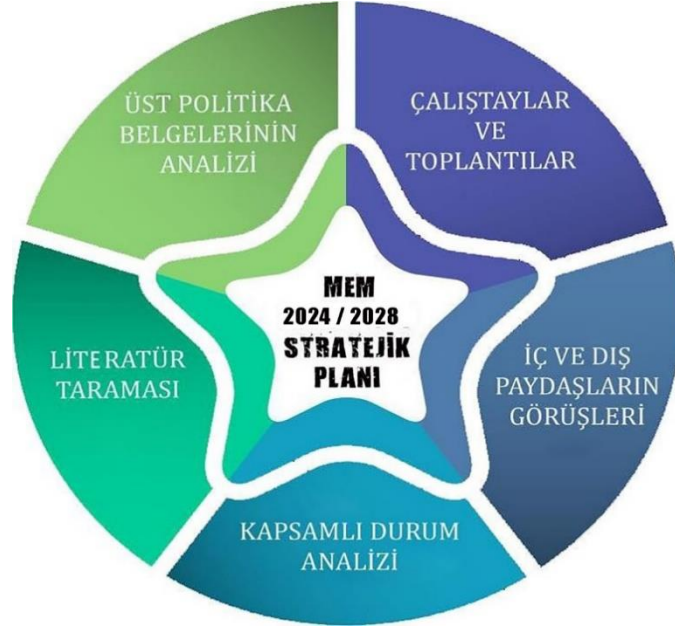 ÜST POLİTİKA
BELGELERİNİN
ANALİZİ
ÇALIŞTAYLAR
VE
TOPLANTILAR
MEM
2024 / 2028
STRATEJİK
PLANI
LİTERATÜR
TARAMASI
İÇ VE DIŞ
PAYDAŞLARIN
GÖRÜŞLERİ
KAPSAMLI DURUM
ANALİZİ